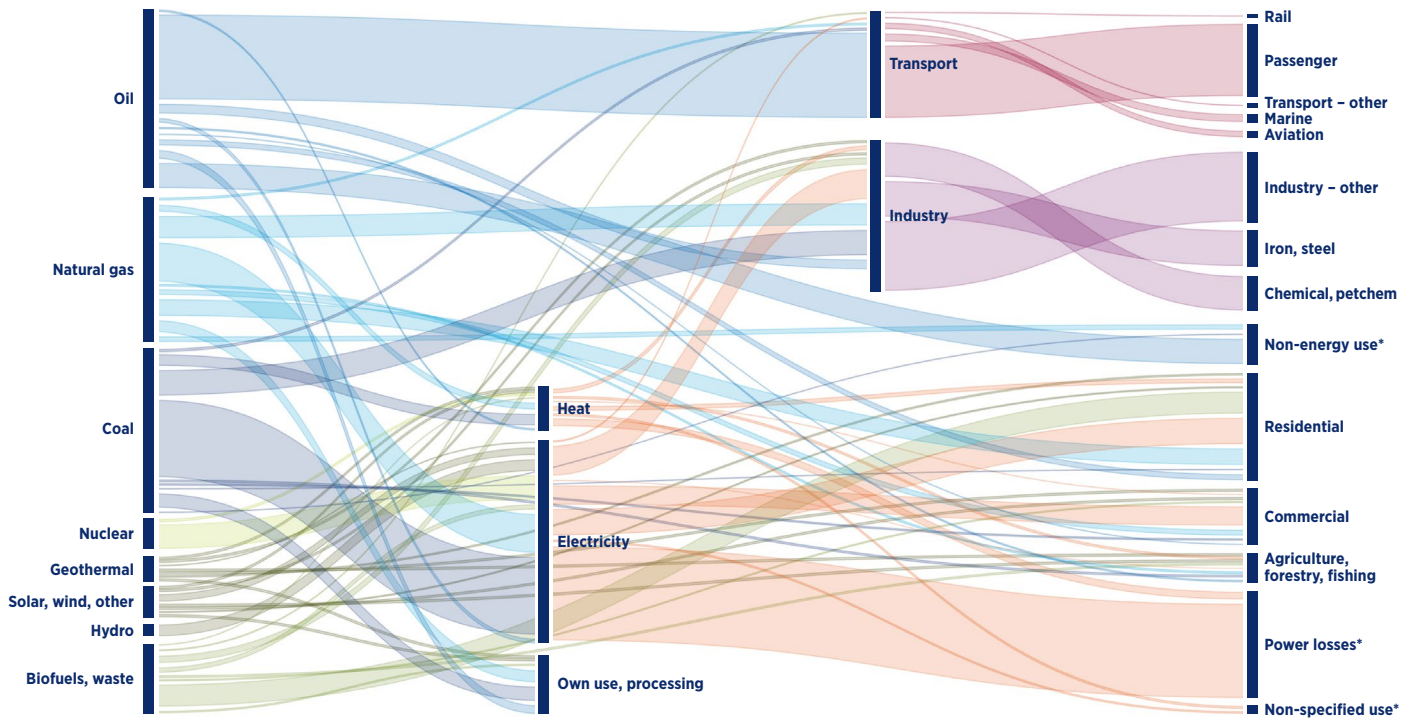 Oil
Natural gas
Coal
Nuclear
Geothermal
Solar, wind, other
Hydro
Biofuels, waste
Heat
Electricity
Own use, processing
Transport
Industry
Rail
Passenger
Transport – other
Marine
Aviation
Industry – other
Iron, steel
Chemical, petchem
Non-energy use*
Residential
Commercial
Agriculture,
forestry, fishing
Power losses*
Non-specified use*